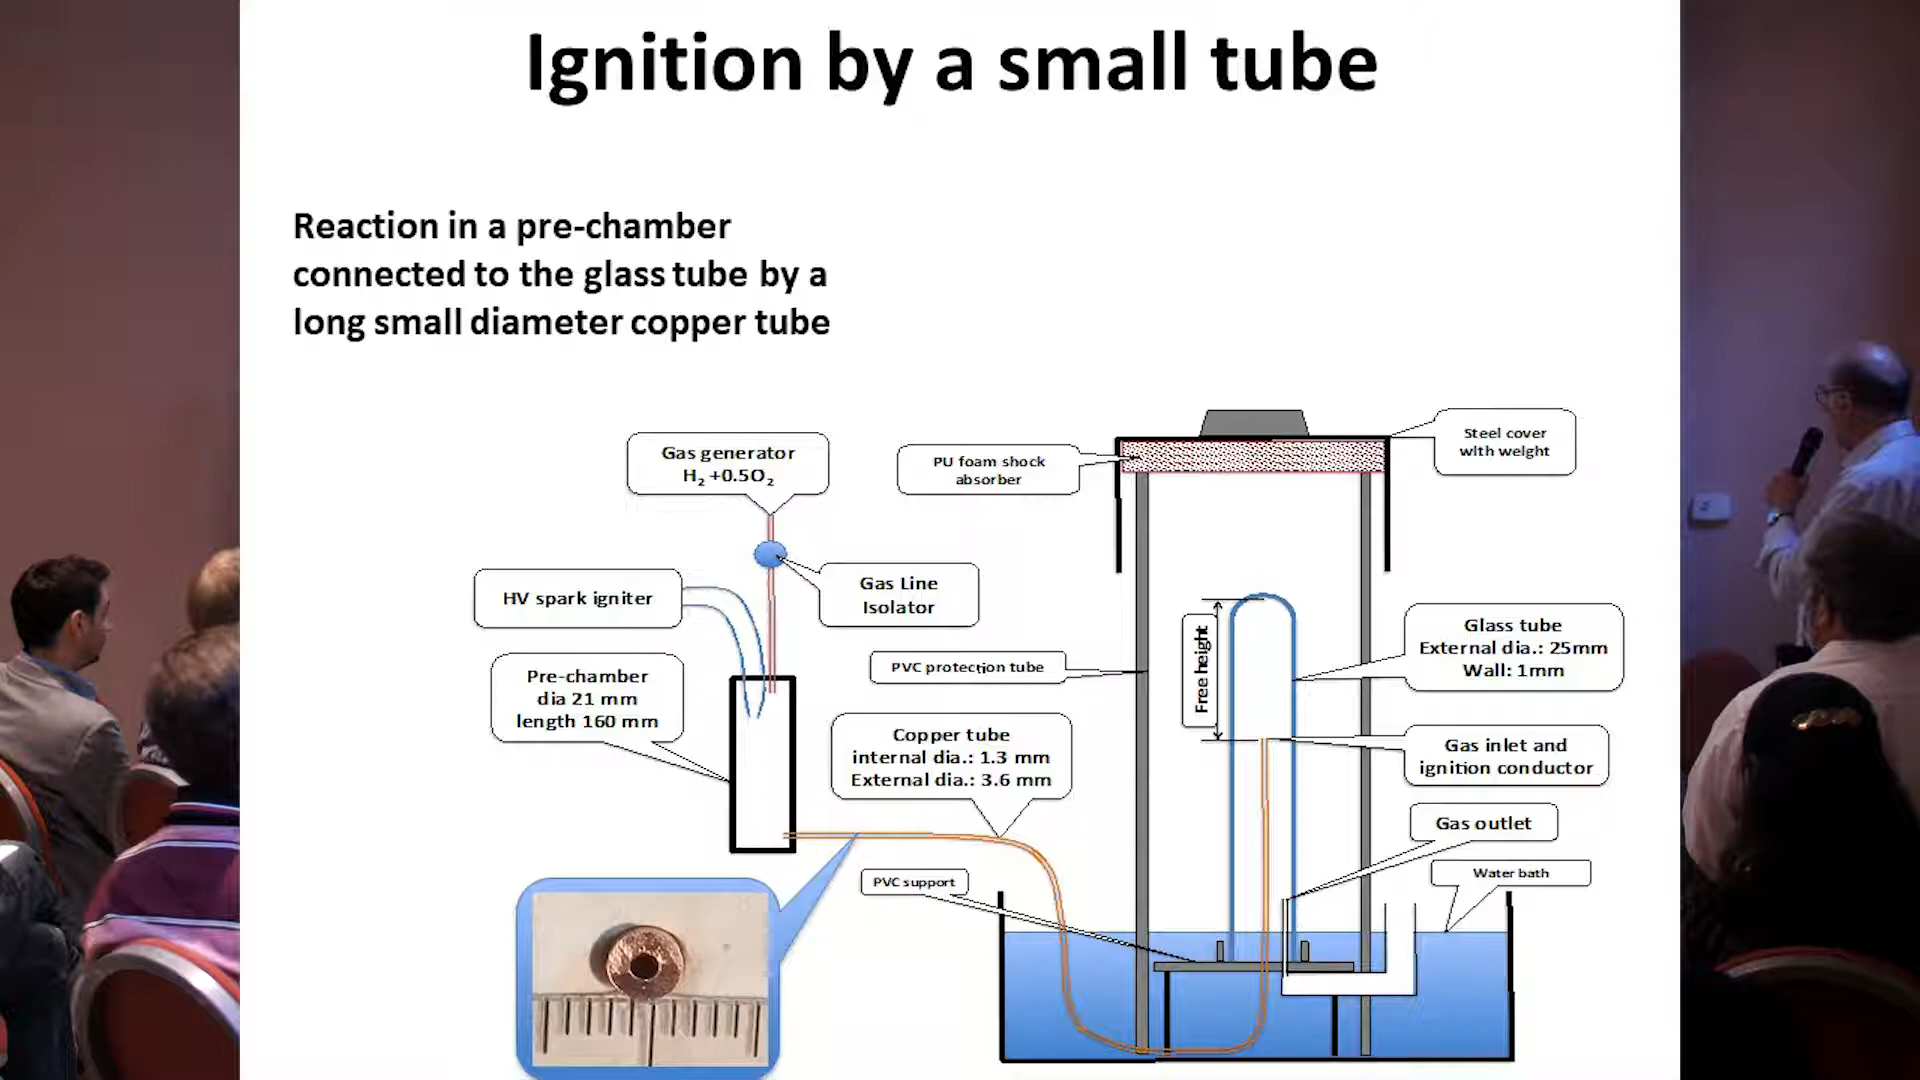 Ignition by a small tube
Reaction in a pre-chamber
connected to the glass tube by a
long small diameter copper tube
Gas generator
H₂ +0.5O₂
PU foam shock
absorber
Steel cover
with weight
HV spark igniter
Gas Line
Isolator
Pre-chamber
dia 21 mm
length 160 mm
PVC protection tube
Free height
Glass tube
External dia.: 25mm
Wall: 1mm
Copper tube
internal dia.: 1.3 mm
External dia.: 3.6 mm
Gas inlet and
ignition conductor
Gas outlet
PVC support
Water bath